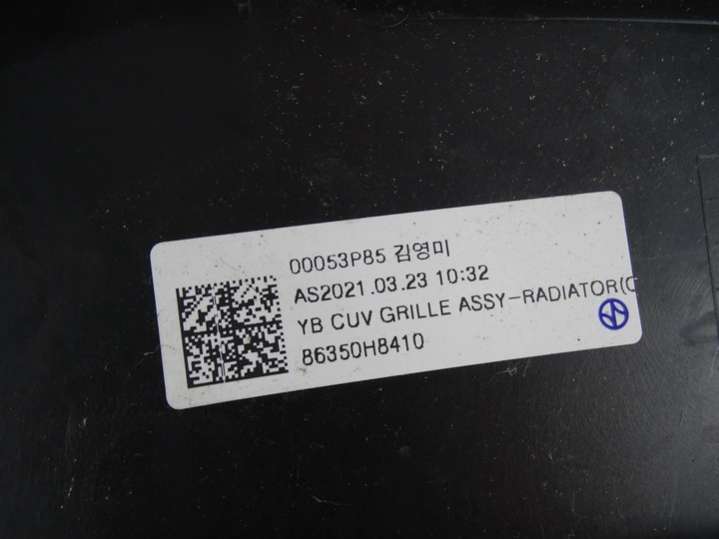 00053P85 김영미
AS2021.03.23 10:32
YB CUV GRILLE ASSY-RADIATOR(C
86350H8410